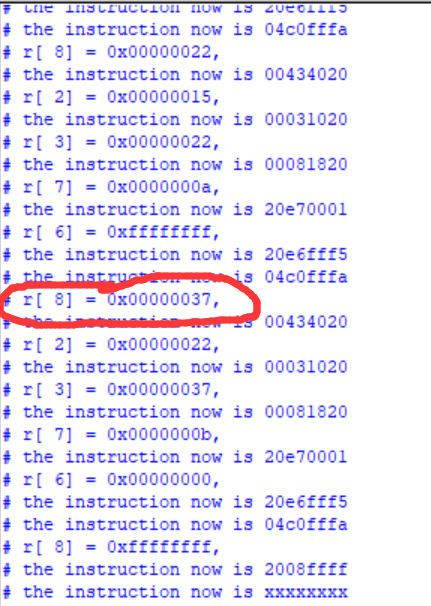 # the instruction now is 20e6fff5
# the instruction now is 04c0fffa
# r[ 8] = 0x00000022,
# the instruction now is 00434020
# r[ 2] = 0x00000015,
# the instruction now is 00031020
# r[ 3] = 0x00000022,
# the instruction now is 00081820
# r[ 7] = 0x0000000a,
# the instruction now is 20e70001
# r[ 6] = 0xffffffff,
# the instruction now is 20e6fff5
# the instruction now is 04c0fffa
# r[ 8] = 0x00000037,
# the instruction now is 00434020
# r[ 2] = 0x00000022,
# the instruction now is 00031020
# r[ 3] = 0x00000037,
# the instruction now is 00081820
# r[ 7] = 0x0000000b,
# the instruction now is 20e70001
# r[ 6] = 0x00000000,
# the instruction now is 20e6fff5
# the instruction now is 04c0fffa
# r[ 8] = 0xffffffff,
# the instruction now is 2008ffff
# the instruction now is xxxxxxxx